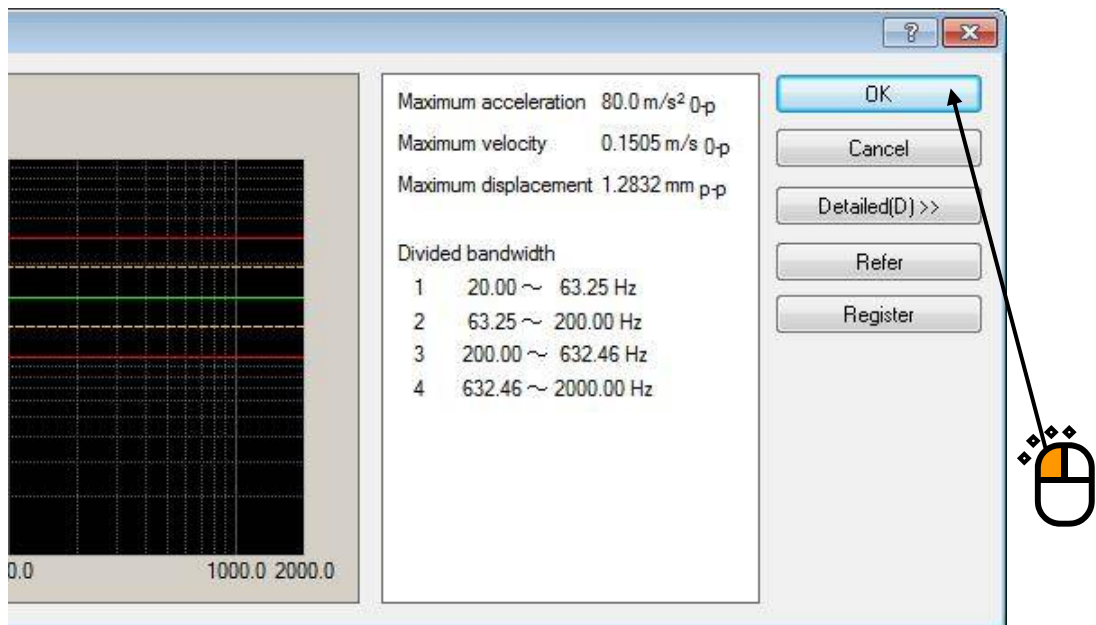 ?
Maximum acceleration 80.0 m/s² 0-p
Maximum velocity 0.1505 m/s 0-p
Maximum displacement 1.2832 mm p-p
Divided bandwidth
1 20.00 ~ 63.25 Hz
2 63.25 ~ 200.00 Hz
3 200.00 ~ 632.46 Hz
4 632.46 ~ 2000.00 Hz
OK
Cancel
Detailed(D) >>
Refer
Register
0.0 1000.0 2000.0